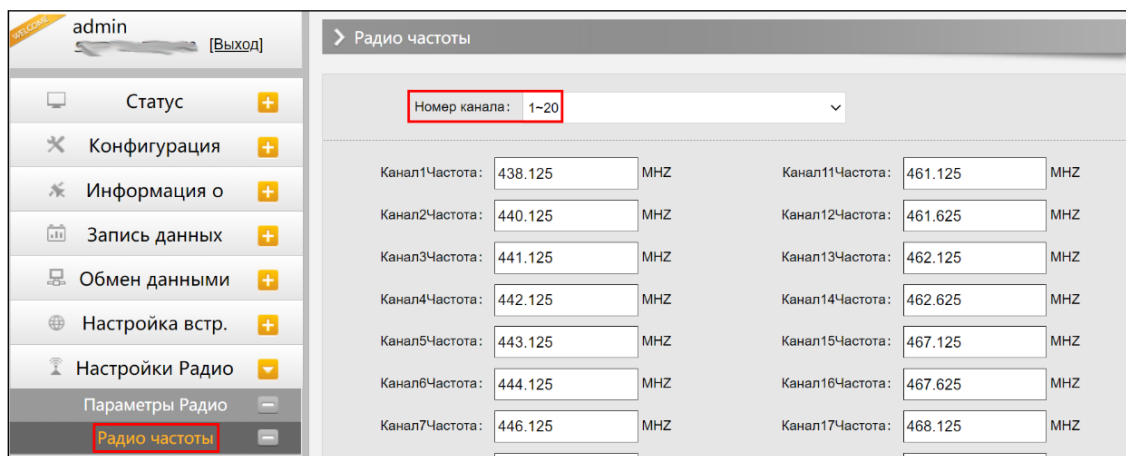 WELCOME
admin
[Выход]
Статус
Конфигурация
Информация о
Запись данных
Обмен данными
Настройка встр.
Настройки Радио
Параметры Радио
Радио частоты
Радио частоты
Номер канала: 1~20
Канал1Частота: 438.125 MHZ Канал11Частота: 461.125 MHZ
Канал2Частота: 440.125 MHZ Канал12Частота: 461.625 MHZ
Канал3Частота: 441.125 MHZ Канал13Частота: 462.125 MHZ
Канал4Частота: 442.125 MHZ Канал14Частота: 462.625 MHZ
Канал5Частота: 443.125 MHZ Канал15Частота: 467.125 MHZ
Канал6Частота: 444.125 MHZ Канал16Частота: 467.625 MHZ
Канал7Частота: 446.125 MHZ Канал17Частота: 468.125 MHZ